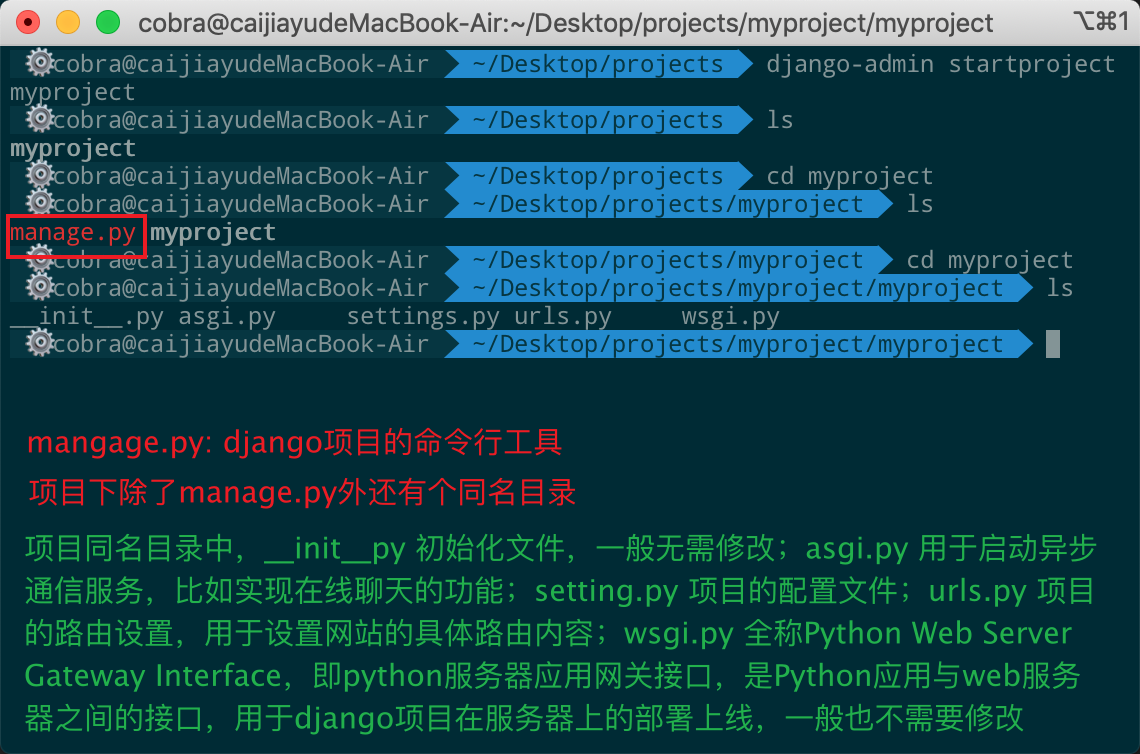 cobra@caijiayudeMacBook-Air:~/Desktop/projects/myproject/myproject ⌥⌘1
cobra@caijiayudeMacBook-Air ~/Desktop/projects django-admin startproject
myproject
cobra@caijiayudeMacBook-Air ~/Desktop/projects ls
myproject
cobra@caijiayudeMacBook-Air ~/Desktop/projects cd myproject
cobra@caijiayudeMacBook-Air ~/Desktop/projects/myproject ls
manage.py myproject
cobra@caijiayudeMacBook-Air ~/Desktop/projects/myproject cd myproject
cobra@caijiayudeMacBook-Air ~/Desktop/projects/myproject/myproject ls
__init__.py asgi.py settings.py urls.py wsgi.py
cobra@caijiayudeMacBook-Air ~/Desktop/projects/myproject/myproject
mangage.py: django项目的命令行工具
项目下除了manage.py外还有个同名目录
项目同名目录中，__init__py 初始化文件，一般无需修改；asgi.py 用于启动异步
通信服务，比如实现在线聊天的功能；setting.py 项目的配置文件；urls.py 项目
的路由设置，用于设置网站的具体路由内容；wsgi.py 全称Python Web Server
Gateway Interface，即python服务器应用网关接口，是Python应用与web服务
器之间的接口，用于django项目在服务器上的部署上线，一般也不需要修改